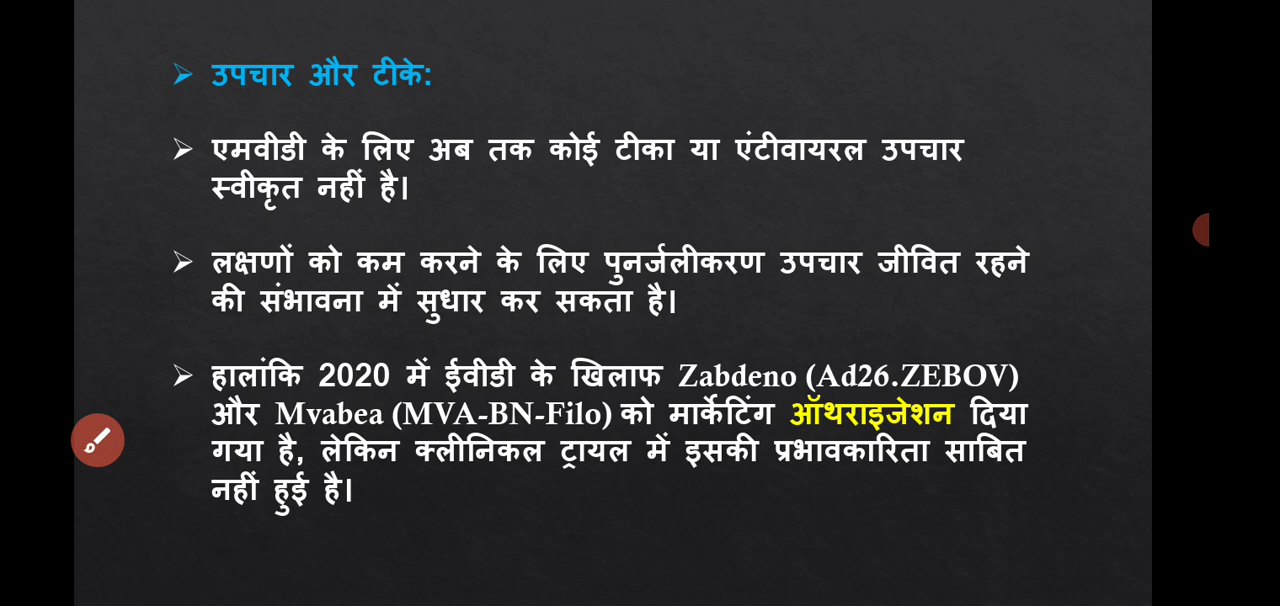 उपचार और टीके:
एमवीडी के लिए अब तक कोई टीका या एंटीवायरल उपचार
स्वीकृत नहीं है।
लक्षणों को कम करने के लिए पुनर्जलीकरण उपचार जीवित रहने
की संभावना में सुधार कर सकता है।
हालांकि 2020 में ईवीडी के खिलाफ Zabdeno (Ad26.ZEBOV)
और Mvabea (MVA-BN-Filo) को मार्केटिंग ऑथराइजेशन दिया
गया है, लेकिन क्लीनिकल ट्रायल में इसकी प्रभावकारिता साबित
नहीं हुई है।